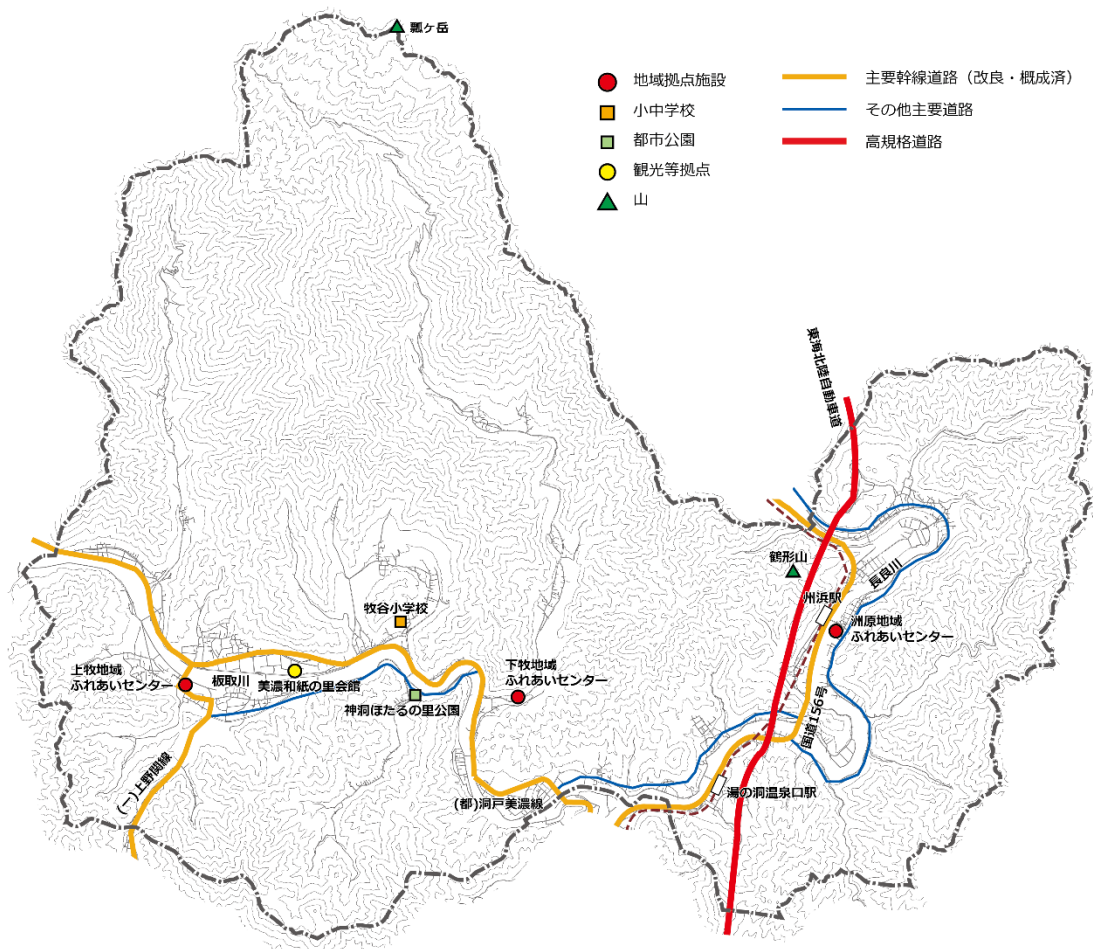 瓢ヶ岳
地域拠点施設
小中学校
都市公園
観光等拠点
山
主要幹線道路（改良・概成済）
その他主要道路
高規格道路
東海北陸自動車道
鶴形山
長良川
州浜駅
洲原地域
ふれあいセンター
牧谷小学校
上牧地域
ふれあいセンター
板取川
美濃和紙の里会館
下牧地域
ふれあいセンター
神洞ほたるの里公園
国道156号
(一)上野関線
(都)洞戸美濃線
湯の洞温泉口駅